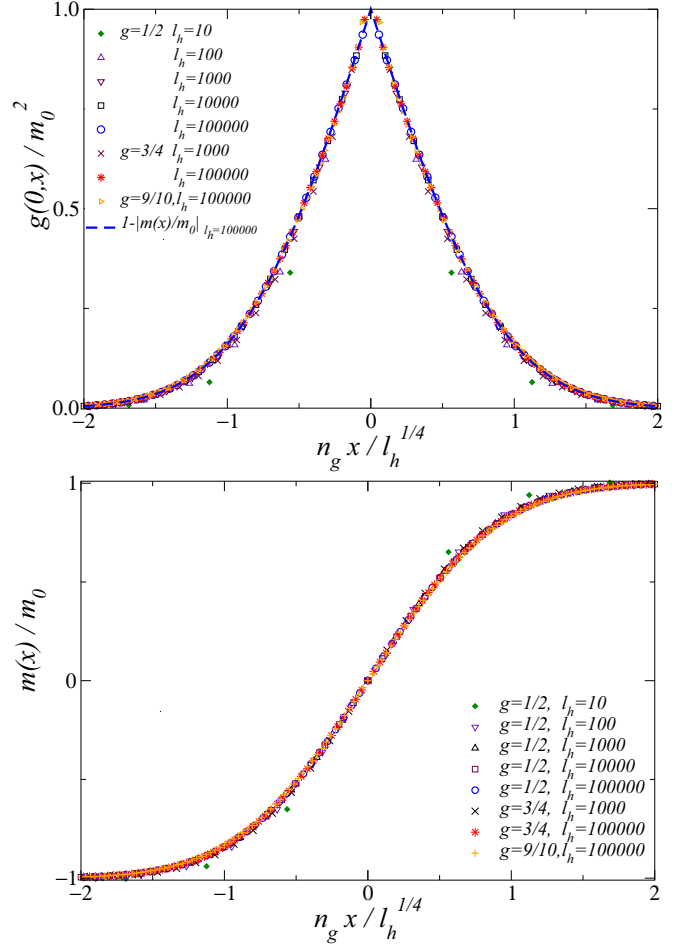 1.0
0.5
0.0
g(0,x) / m₀²
g=1/2 lₕ=10
lₕ=100
lₕ=1000
lₕ=10000
lₕ=100000
g=3/4 lₕ=1000
lₕ=100000
g=9/10, lₕ=100000
1-|m(x)/m₀| lₕ=100000
-2 -1 0 1 2
n_g x / lₕ^1/4
1
0
-1
m(x) / m₀
g=1/2, lₕ=10
g=1/2, lₕ=100
g=1/2, lₕ=1000
g=1/2, lₕ=10000
g=1/2, lₕ=100000
g=3/4, lₕ=1000
g=3/4, lₕ=100000
g=9/10, lₕ=100000
-2 -1 0 1 2
n_g x / lₕ^1/4